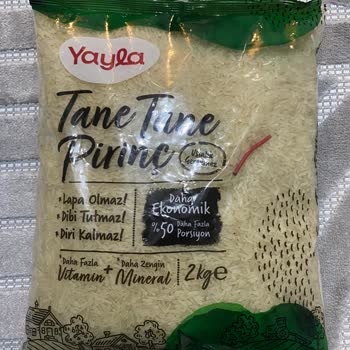 Yayla
Tane Tane
Pirinç
• Lapa Olmaz!
• Dibi Tutmaz!
• Diri Kalmaz!
Daha
Ekonomik
%50 Daha Fazla
Porsiyon
Daha Fazla
Vitamin
+
Daha Zengin
Mineral
2kg℮